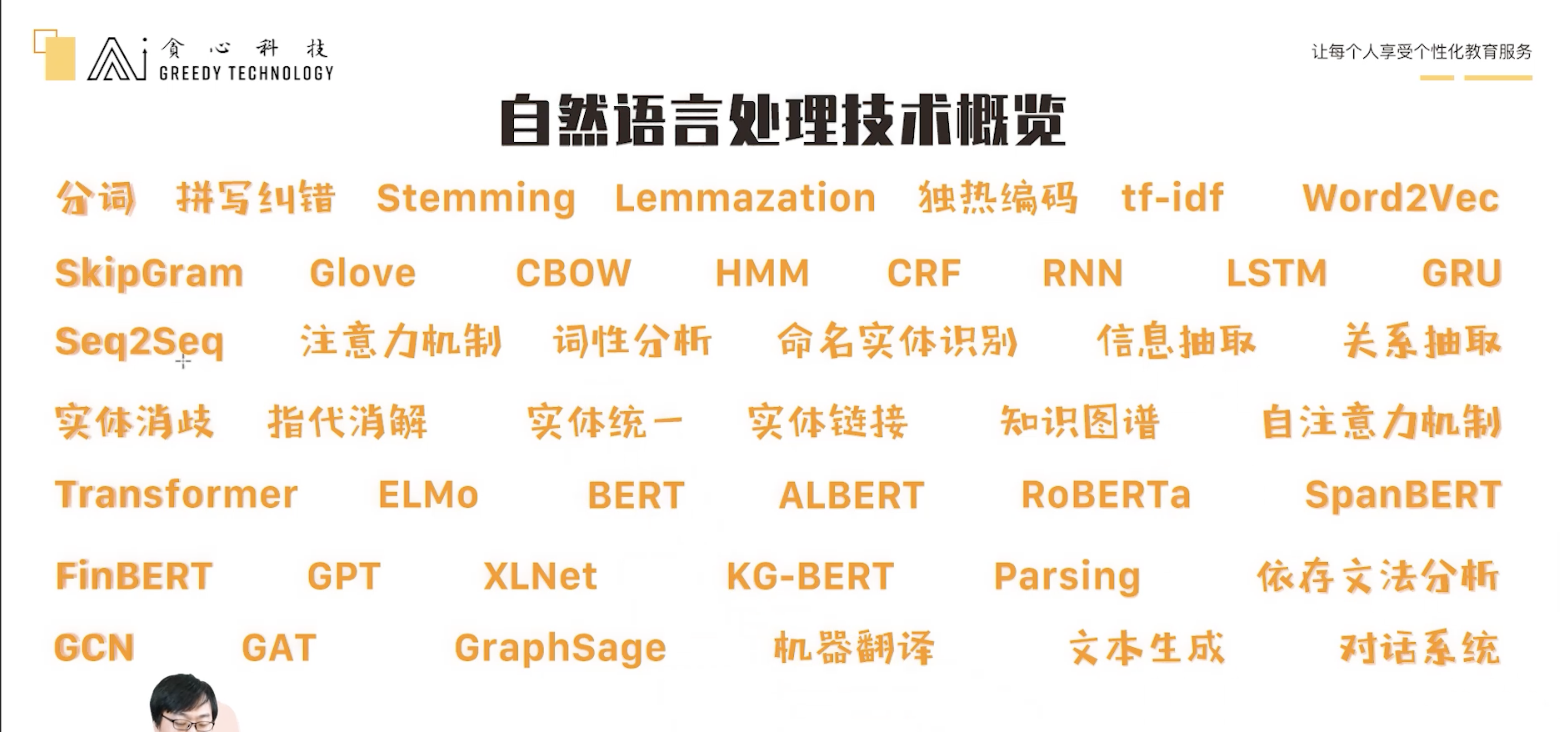 贪心科技
GREEDY TECHNOLOGY
让每个人享受个性化教育服务
自然语言处理技术概览
分词 拼写纠错 Stemming Lemmazation 独热编码 tf-idf Word2Vec
SkipGram Glove CBOW HMM CRF RNN LSTM GRU
Seq2Seq 注意力机制 词性分析 命名实体识别 信息抽取 关系抽取
实体消歧 指代消解 实体统一 实体链接 知识图谱 自注意力机制
Transformer ELMo BERT ALBERT RoBERTa SpanBERT
FinBERT GPT XLNet KG-BERT Parsing 依存文法分析
GCN GAT GraphSage 机器翻译 文本生成 对话系统